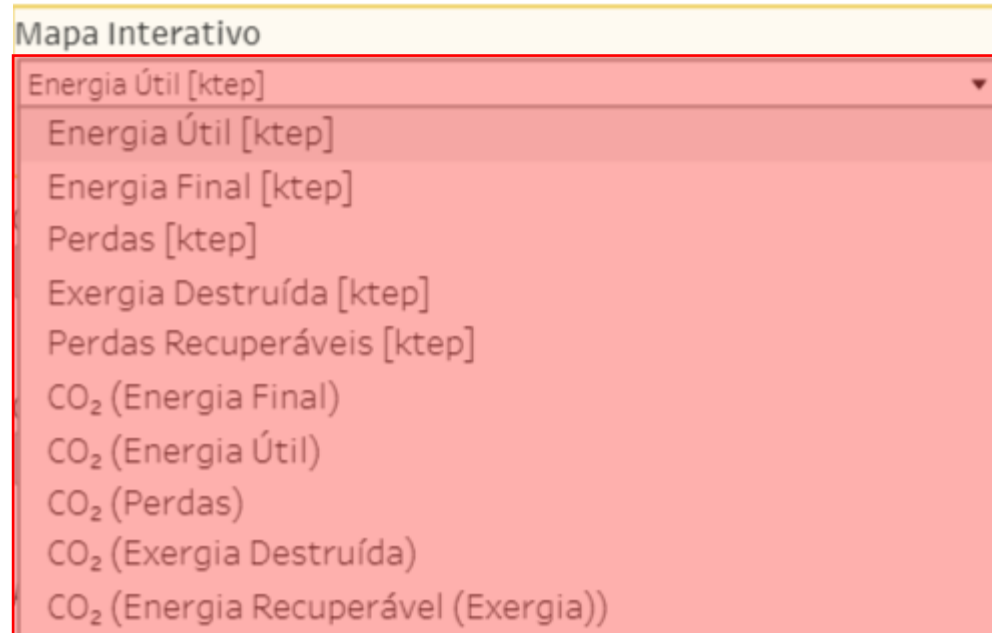 Mapa Interativo
Energia Útil [ktep]
Energia Útil [ktep]
Energia Final [ktep]
Perdas [ktep]
Exergia Destruída [ktep]
Perdas Recuperáveis [ktep]
CO₂ (Energia Final)
CO₂ (Energia Útil)
CO₂ (Perdas)
CO₂ (Exergia Destruída)
CO₂ (Energia Recuperável (Exergia))